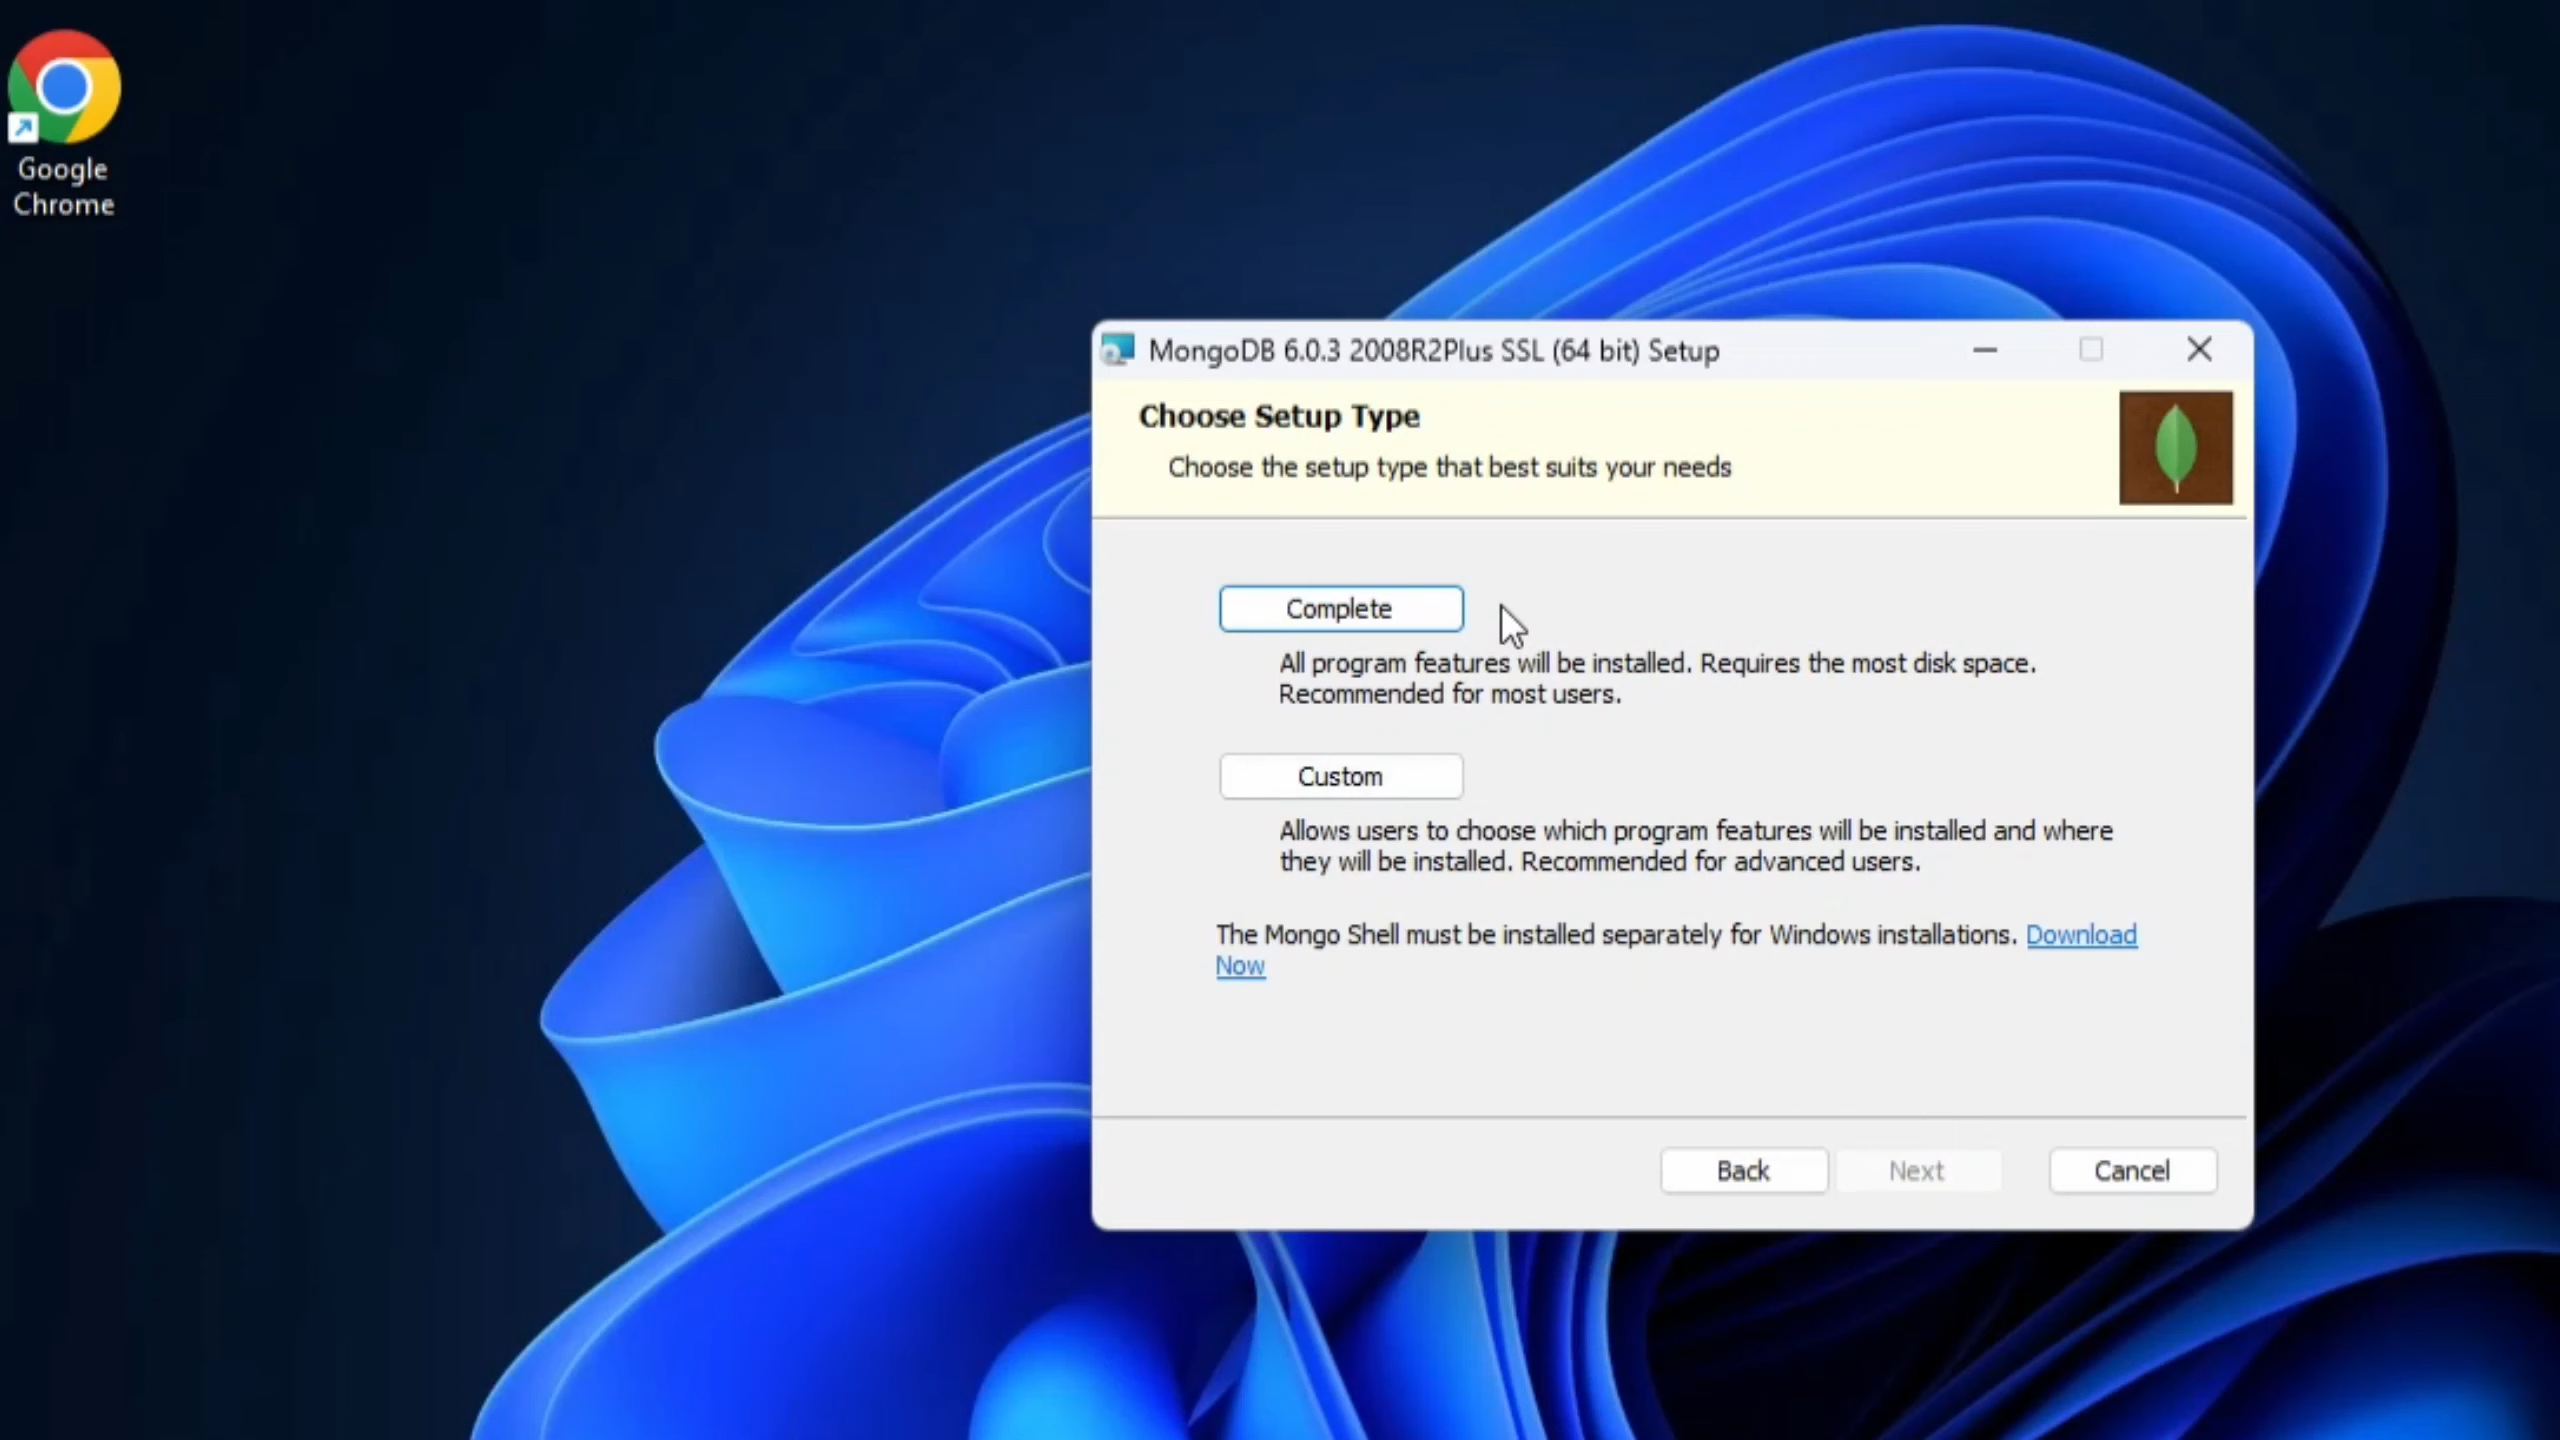 Google
Chrome
MongoDB 6.0.3 2008R2Plus SSL (64 bit) Setup
Choose Setup Type
Choose the setup type that best suits your needs
Complete
All program features will be installed. Requires the most disk space.
Recommended for most users.
Custom
Allows users to choose which program features will be installed and where
they will be installed. Recommended for advanced users.
The Mongo Shell must be installed separately for Windows installations. Download
Now
Back
Next
Cancel